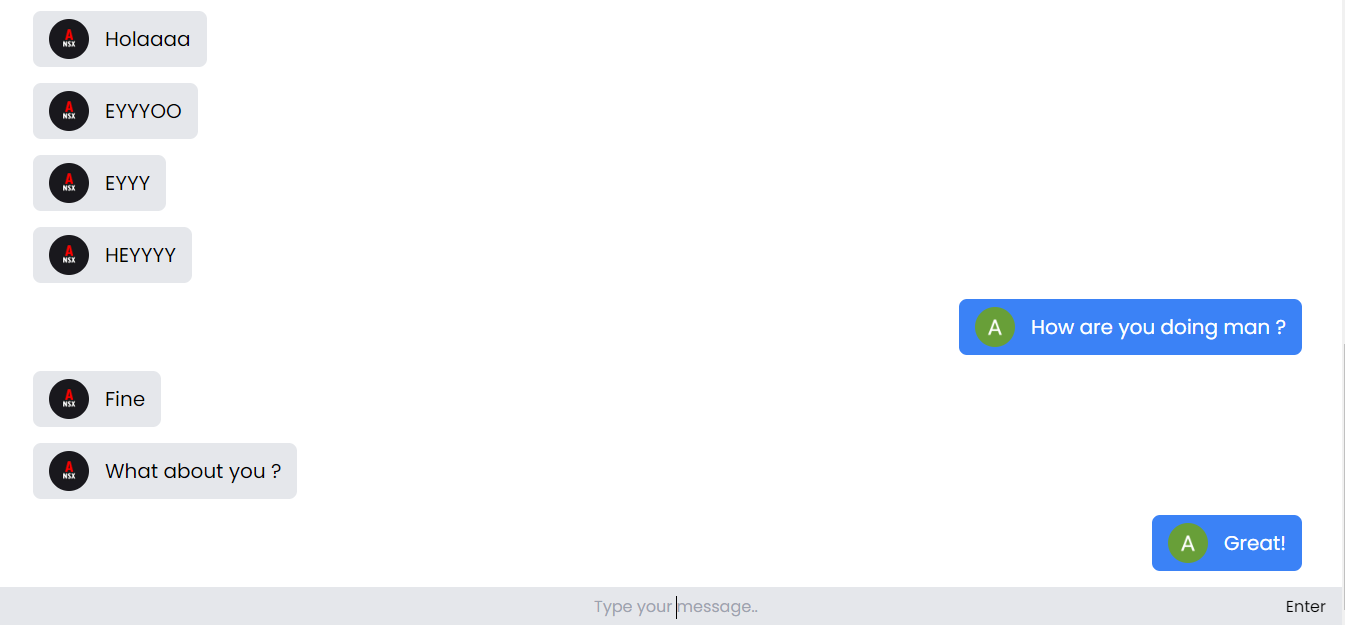 A
NSX
Holaaaa
A
NSX
EYYYOO
A
NSX
EYYY
A
NSX
HEYYYY
A
How are you doing man ?
A
NSX
Fine
A
NSX
What about you ?
A
Great!
Type your message..
Enter